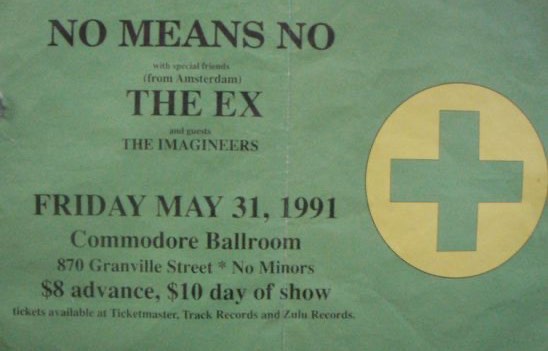 NO MEANS NO
with special friends
(from Amsterdam)
THE EX
and guests
THE IMAGINEERS
FRIDAY MAY 31, 1991
Commodore Ballroom
870 Granville Street * No Minors
$8 advance, $10 day of show
tickets available at Ticketmaster, Track Records and Zulu Records.